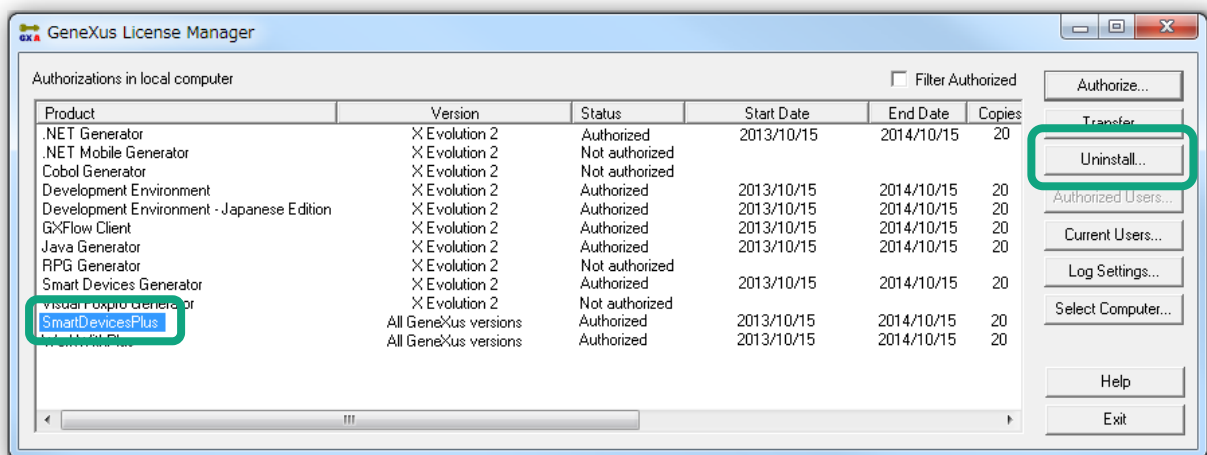 GX A GeneXus License Manager
Authorizations in local computer
Filter Authorized
Product Version Status Start Date End Date Copies
.NET Generator X Evolution 2 Authorized 2013/10/15 2014/10/15 20
.NET Mobile Generator X Evolution 2 Not authorized
Cobol Generator X Evolution 2 Not authorized
Development Environment X Evolution 2 Authorized 2013/10/15 2014/10/15 20
Development Environment - Japanese Edition X Evolution 2 Authorized 2013/10/15 2014/10/15 20
GXFlow Client X Evolution 2 Authorized 2013/10/15 2014/10/15 20
Java Generator X Evolution 2 Authorized 2013/10/15 2014/10/15 20
RPG Generator X Evolution 2 Not authorized
Smart Devices Generator X Evolution 2 Authorized 2013/10/15 2014/10/15 20
Visual Foxpro Generator X Evolution 2 Not authorized
SmartDevicesPlus All GeneXus versions Authorized 2013/10/15 2014/10/15 20
WorkWithPlus All GeneXus versions Authorized 2013/10/15 2014/10/15 20
Authorize...
Transfer...
Uninstall...
Authorized Users...
Current Users...
Log Settings...
Select Computer...
Help
Exit